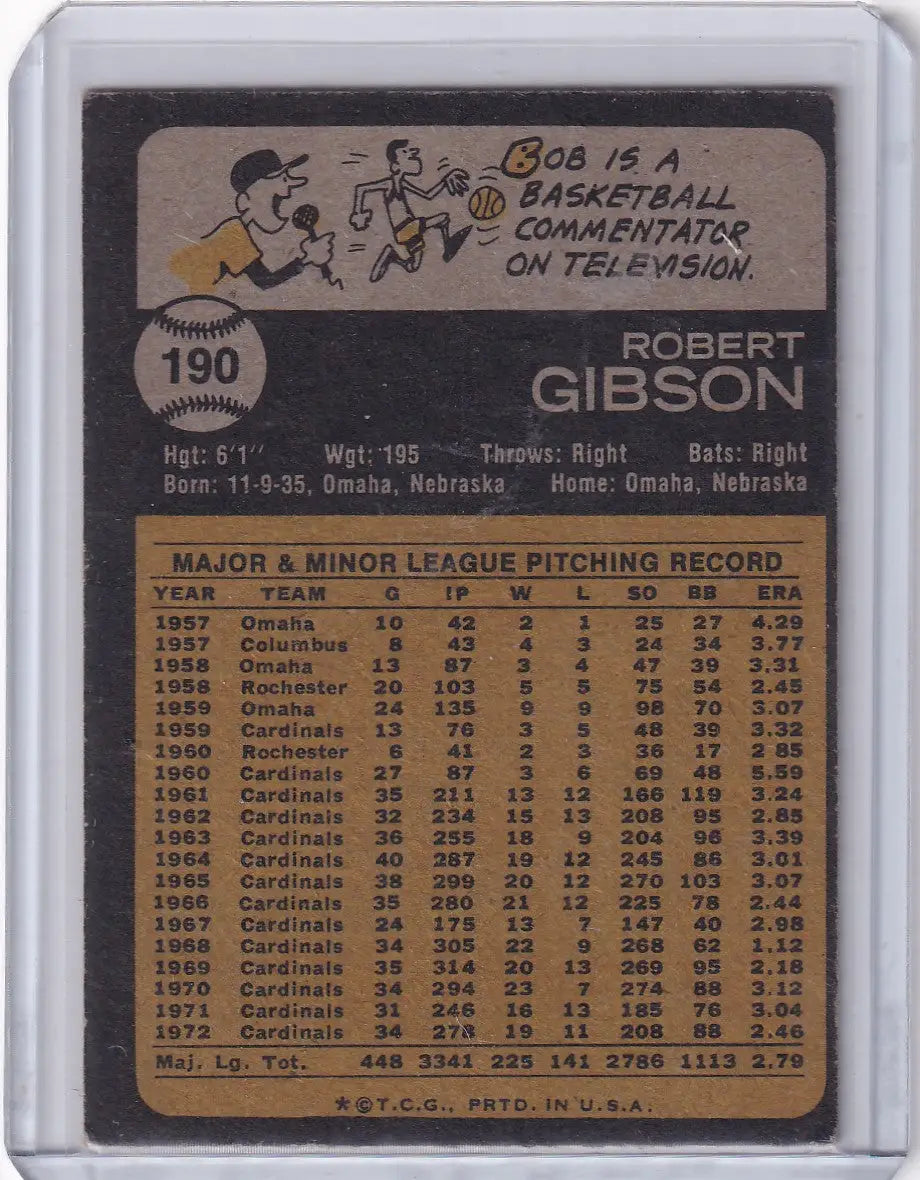 BOB IS A
BASKETBALL
COMMENTATOR
ON TELEVISION.
190
ROBERT
GIBSON
Hgt: 6'1" Wgt: 195 Throws: Right Bats: Right
Born: 11-9-35, Omaha, Nebraska Home: Omaha, Nebraska
MAJOR & MINOR LEAGUE PITCHING RECORD
YEAR TEAM G IP W L SO BB ERA
1957 Omaha 10 42 2 1 25 27 4.29
1957 Columbus 8 43 4 3 24 34 3.77
1958 Omaha 13 87 3 4 47 39 3.31
1958 Rochester 20 103 5 5 75 54 2.45
1959 Omaha 24 135 9 9 98 70 3.07
1959 Cardinals 13 76 3 5 48 39 3.32
1960 Rochester 6 41 2 3 36 17 2 85
1960 Cardinals 27 87 3 6 69 48 5.59
1961 Cardinals 35 211 13 12 166 119 3.24
1962 Cardinals 32 234 15 13 208 95 2.85
1963 Cardinals 36 255 18 9 204 96 3.39
1964 Cardinals 40 287 19 12 245 86 3.01
1965 Cardinals 38 299 20 12 270 103 3.07
1966 Cardinals 35 280 21 12 225 78 2.44
1967 Cardinals 24 175 13 7 147 40 2.98
1968 Cardinals 34 305 22 9 268 62 1.12
1969 Cardinals 35 314 20 13 269 95 2.18
1970 Cardinals 34 294 23 7 274 88 3.12
1971 Cardinals 31 246 16 13 185 76 3.04
1972 Cardinals 34 278 19 11 208 88 2.46
Maj. Lg. Tot. 448 3341 225 141 2786 1113 2.79
*©T.C.G., PRTD. IN U.S.A.